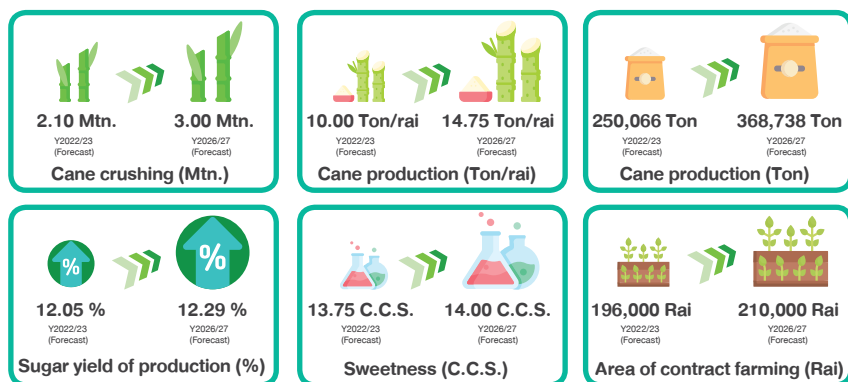 2.10 Mtn. 3.00 Mtn.
Y2022/23 Y2026/27
(Forecast) (Forecast)
Cane crushing (Mtn.)
10.00 Ton/rai 14.75 Ton/rai
Y2022/23 Y2026/27
(Forecast) (Forecast)
Cane production (Ton/rai)
250,066 Ton 368,738 Ton
Y2022/23 Y2026/27
(Forecast) (Forecast)
Cane production (Ton)
%
%
12.05 % 12.29 %
Y2022/23 Y2026/27
(Forecast) (Forecast)
Sugar yield of production (%)
13.75 C.C.S. 14.00 C.C.S.
Y2022/23 Y2026/27
(Forecast) (Forecast)
Sweetness (C.C.S.)
196,000 Rai 210,000 Rai
Y2022/23 Y2026/27
(Forecast) (Forecast)
Area of contract farming (Rai)